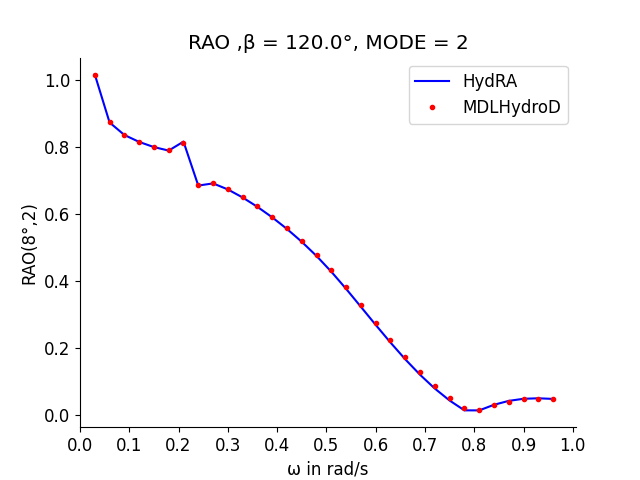 RAO ,β = 120.0°, MODE = 2
HydRA
MDLHydroD
RAO(8°,2)
1.0
0.8
0.6
0.4
0.2
0.0
0.0 0.1 0.2 0.3 0.4 0.5 0.6 0.7 0.8 0.9 1.0
ω in rad/s